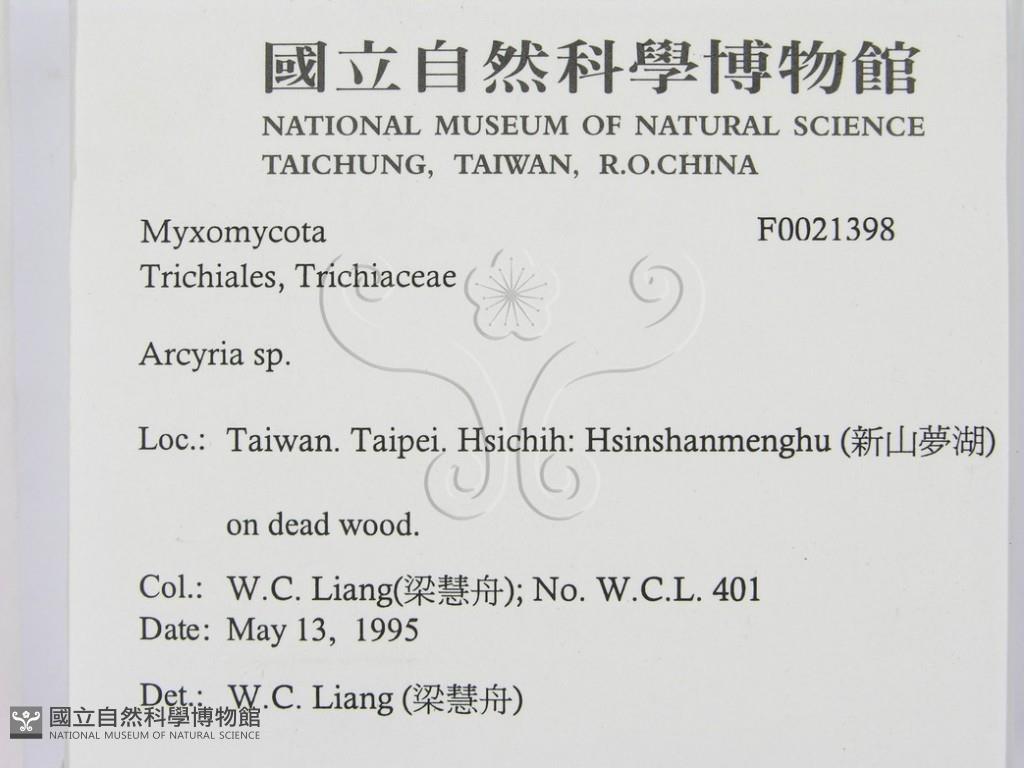 國立自然科學博物館
NATIONAL MUSEUM OF NATURAL SCIENCE
TAICHUNG, TAIWAN, R.O.CHINA
Myxomycota F0021398
Trichiales, Trichiaceae
Arcyria sp.
Loc.: Taiwan. Taipei. Hsichih: Hsinshanmenghu (新山夢湖)
on dead wood.
Col.: W.C. Liang(梁慧舟); No. W.C.L. 401
Date: May 13, 1995
Det.: W.C. Liang (梁慧舟)
國立自然科學博物館
NATIONAL MUSEUM OF NATURAL SCIENCE